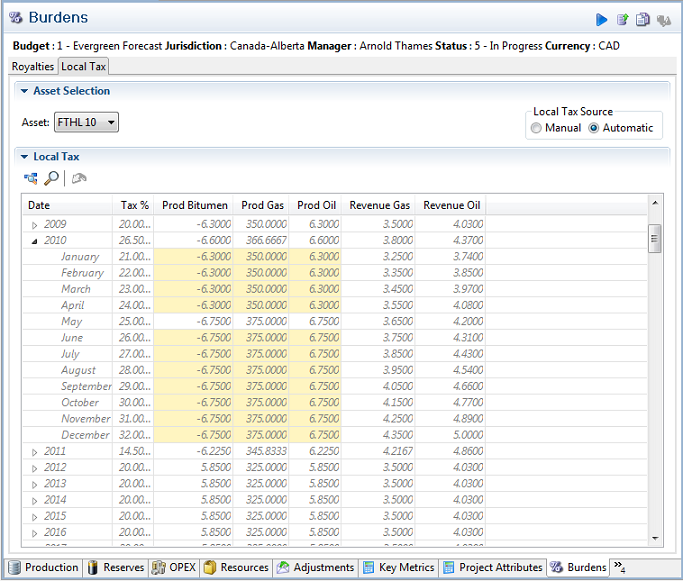 Burdens
Budget : 1 - Evergreen Forecast Jurisdiction : Canada-Alberta Manager : Arnold Thames Status : 5 - In Progress Currency : CAD
Royalties Local Tax
Asset Selection
Local Tax Source
Asset: FTHL 10 Manual Automatic
Local Tax
Date Tax % Prod Bitumen Prod Gas Prod Oil Revenue Gas Revenue Oil
2009 20.00... -6.3000 350.0000 6.3000 3.5000 4.0300
2010 26.50... -6.6000 366.6667 6.6000 3.8000 4.3700
January 21.00... -6.3000 350.0000 6.3000 3.2500 3.7400
February 22.00... -6.3000 350.0000 6.3000 3.3500 3.8500
March 23.00... -6.3000 350.0000 6.3000 3.4500 3.9700
April 24.00... -6.3000 350.0000 6.3000 3.5500 4.0800
May 25.00... -6.7500 375.0000 6.7500 3.6500 4.2000
June 26.00... -6.7500 375.0000 6.7500 3.7500 4.3100
July 27.00... -6.7500 375.0000 6.7500 3.8500 4.4300
August 28.00... -6.7500 375.0000 6.7500 3.9500 4.5400
September 29.00... -6.7500 375.0000 6.7500 4.0500 4.6600
October 30.00... -6.7500 375.0000 6.7500 4.1500 4.7700
November 31.00... -6.7500 375.0000 6.7500 4.2500 4.8900
December 32.00... -6.7500 375.0000 6.7500 4.3500 5.0000
2011 14.50... -6.2250 345.8333 6.2250 4.2167 4.8600
2012 20.00... 5.8500 325.0000 5.8500 3.5000 4.0300
2013 20.00... 5.8500 325.0000 5.8500 3.5000 4.0300
2014 20.00... 5.8500 325.0000 5.8500 3.5000 4.0300
2015 20.00... 5.8500 325.0000 5.8500 3.5000 4.0300
2016 20.00... 5.8500 325.0000 5.8500 3.5000 4.0300
Production Reserves OPEX Resources Adjustments Key Metrics Project Attributes Burdens »4